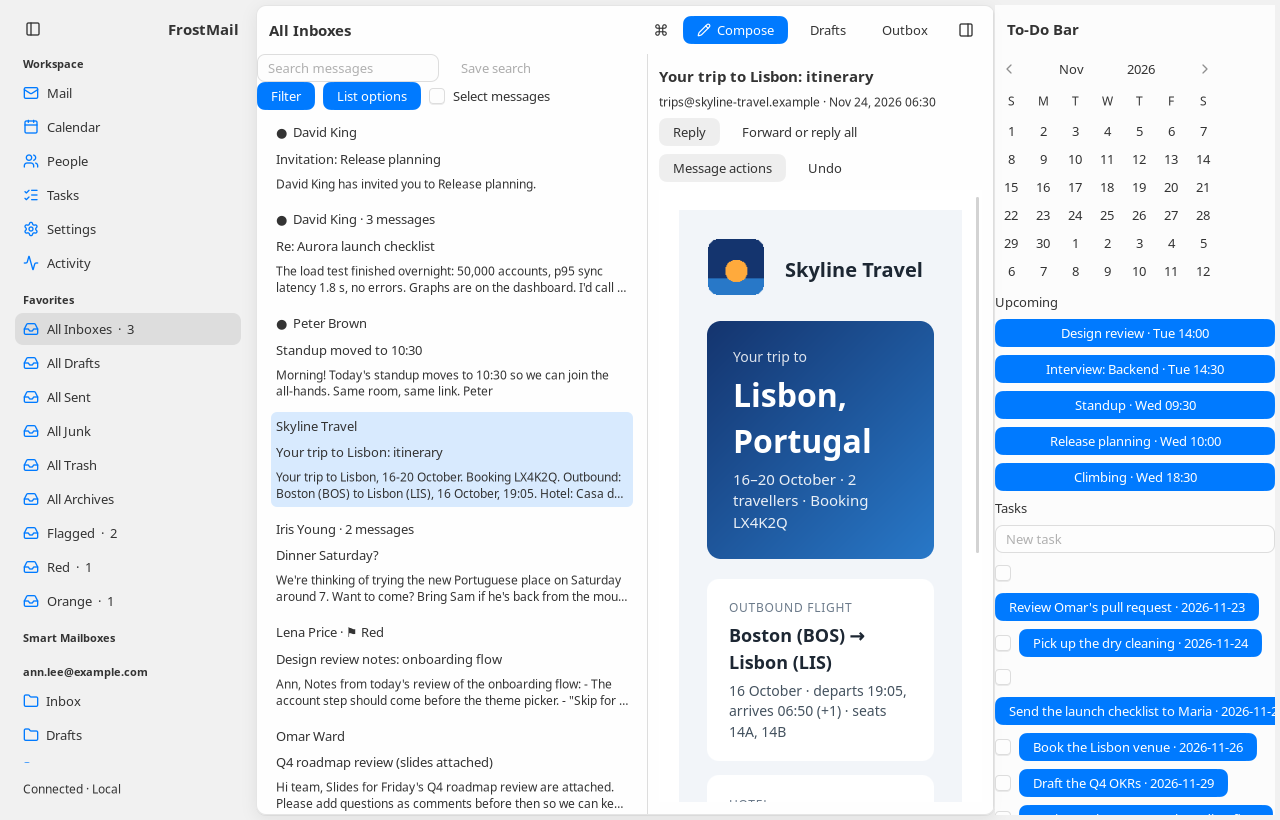 FrostMail
Workspace
Mail
Calendar
People
Tasks
Settings
Activity
Favorites
All Inboxes · 3
All Drafts
All Sent
All Junk
All Trash
All Archives
Flagged · 2
Red · 1
Orange · 1
Smart Mailboxes
ann.lee@example.com
Inbox
Drafts
Connected · Local
All Inboxes
⌘ Compose Drafts Outbox
Search messages Save search
Filter List options Select messages
● David King
Invitation: Release planning
David King has invited you to Release planning.
● David King · 3 messages
Re: Aurora launch checklist
The load test finished overnight: 50,000 accounts, p95 sync
latency 1.8 s, no errors. Graphs are on the dashboard. I'd call ...
● Peter Brown
Standup moved to 10:30
Morning! Today's standup moves to 10:30 so we can join the
all-hands. Same room, same link. Peter
Skyline Travel
Your trip to Lisbon: itinerary
Your trip to Lisbon, 16-20 October. Booking LX4K2Q. Outbound:
Boston (BOS) to Lisbon (LIS), 16 October, 19:05. Hotel: Casa d...
Iris Young · 2 messages
Dinner Saturday?
We're thinking of trying the new Portuguese place on Saturday
around 7. Want to come? Bring Sam if he's back from the mou...
Lena Price · ⚑ Red
Design review notes: onboarding flow
Ann, Notes from today's review of the onboarding flow: - The
account step should come before the theme picker. - "Skip for ...
Omar Ward
Q4 roadmap review (slides attached)
Hi team, Slides for Friday's Q4 roadmap review are attached.
Please add questions as comments before then so we can ke...
Your trip to Lisbon: itinerary
trips@skyline-travel.example · Nov 24, 2026 06:30
Reply Forward or reply all
Message actions Undo
Skyline Travel
Your trip to
Lisbon,
Portugal
16–20 October · 2
travellers · Booking
LX4K2Q
OUTBOUND FLIGHT
Boston (BOS) →
Lisbon (LIS)
16 October · departs 19:05,
arrives 06:50 (+1) · seats
14A, 14B
To-Do Bar
Nov 2026
S M T W T F S
1 2 3 4 5 6 7
8 9 10 11 12 13 14
15 16 17 18 19 20 21
22 23 24 25 26 27 28
29 30 1 2 3 4 5
6 7 8 9 10 11 12
Upcoming
Design review · Tue 14:00
Interview: Backend · Tue 14:30
Standup · Wed 09:30
Release planning · Wed 10:00
Climbing · Wed 18:30
Tasks
New task
Review Omar's pull request · 2026-11-23
Pick up the dry cleaning · 2026-11-24
Send the launch checklist to Maria · 2026-11-2
Book the Lisbon venue · 2026-11-26
Draft the Q4 OKRs · 2026-11-29